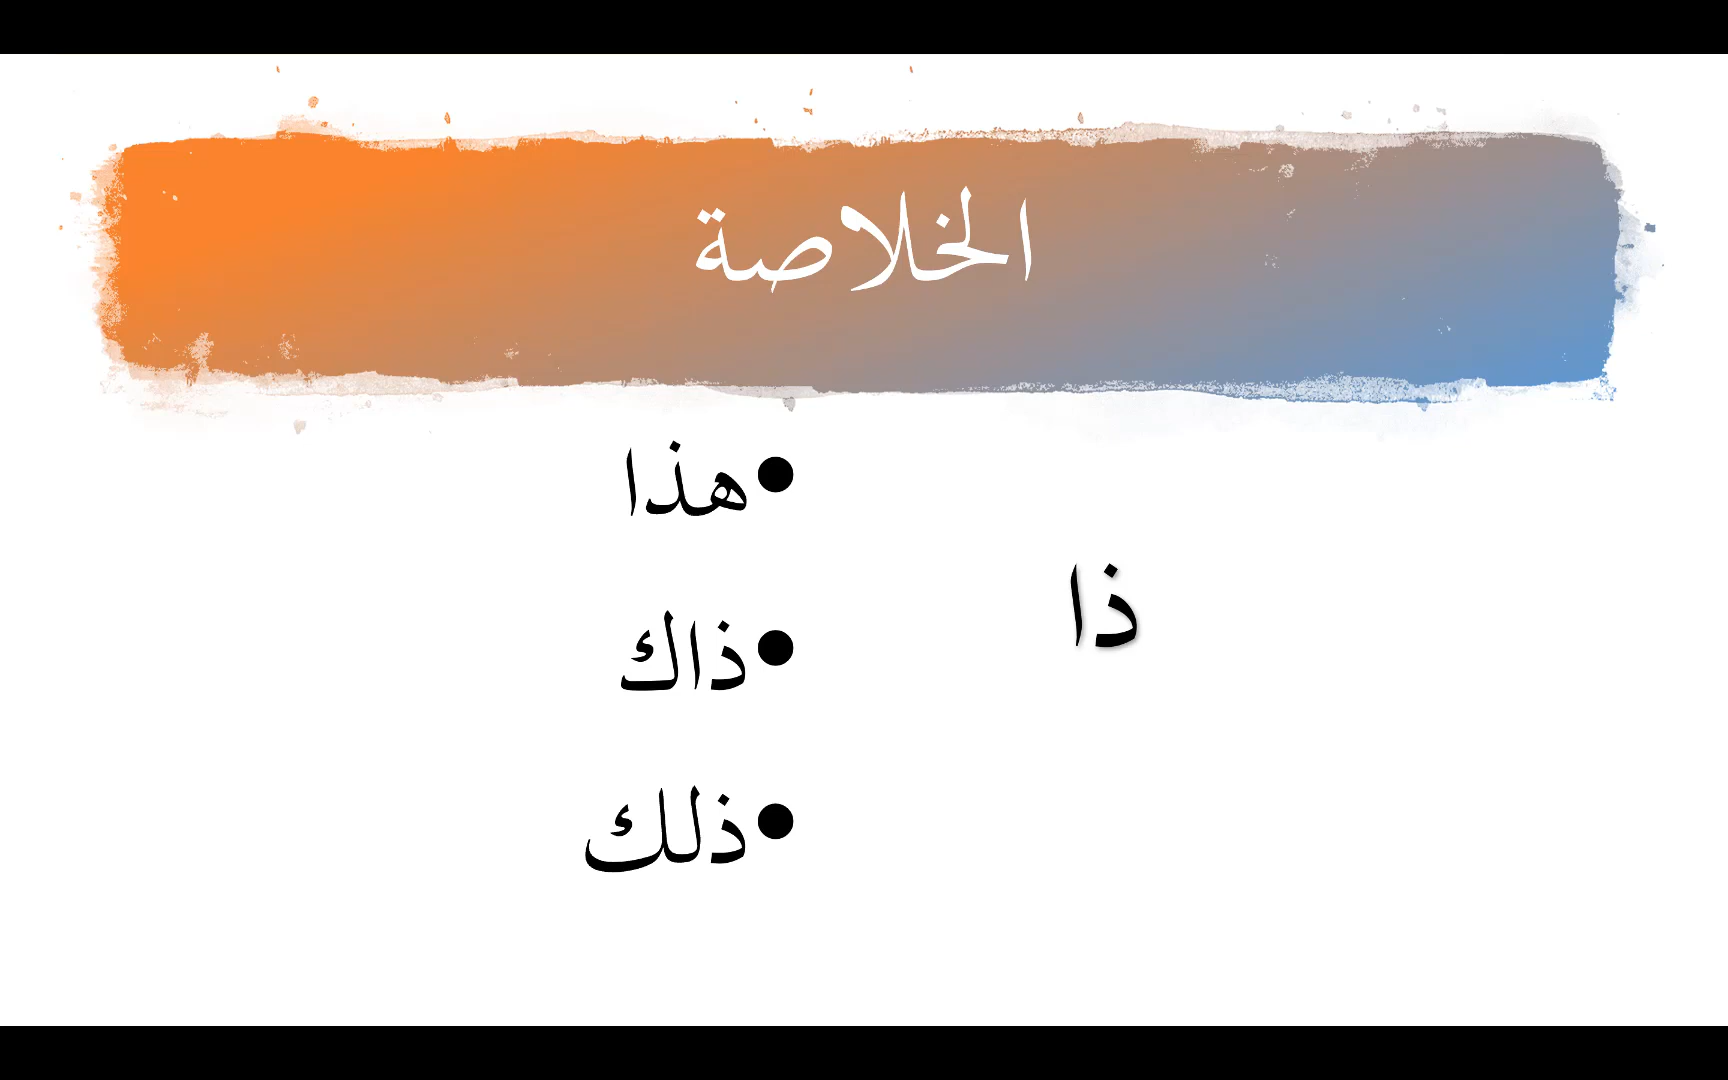 الخلاصة
ذا
• هذا
• ذاك
• ذلك